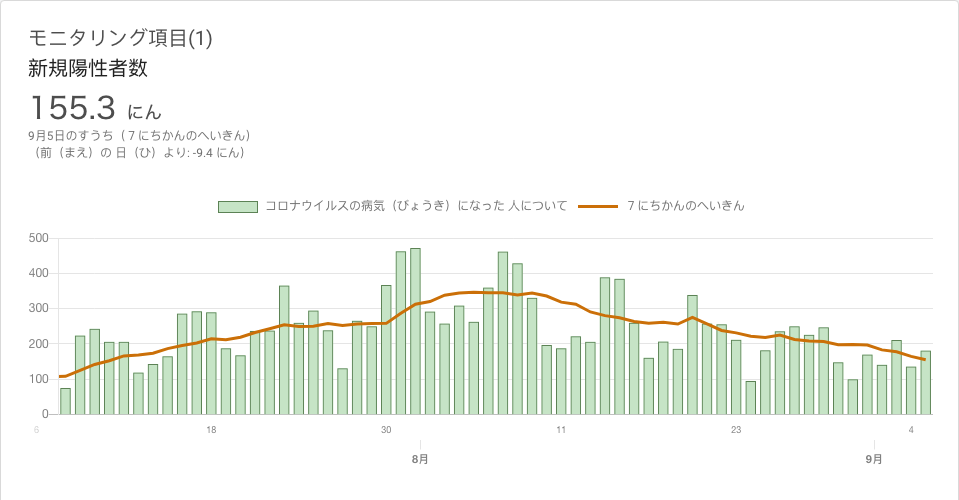 モニタリング項目(1)
新規陽性者数
155.3 にん
9月5日のすうち（７にちかんのへいきん）
（前（まえ）の 日（ひ）より: -9.4 にん）
コロナウイルスの病気（びょうき）になった 人について ７にちかんのへいきん
500
400
300
200
100
0
6 18 30 11 23 4
8月 9月